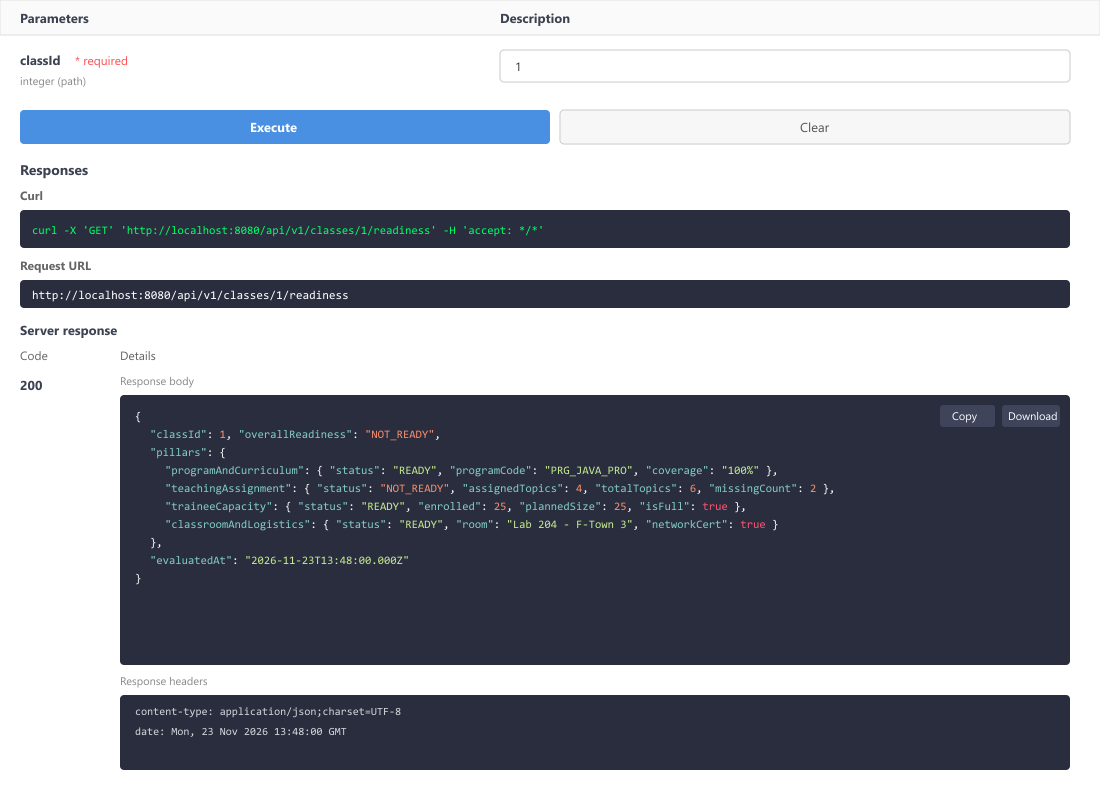 Parameters Description
classId * required
integer (path)
1
Execute Clear
Responses
Curl
curl -X 'GET' 'http://localhost:8080/api/v1/classes/1/readiness' -H 'accept: */*'
Request URL
http://localhost:8080/api/v1/classes/1/readiness
Server response
Code Details
200
Response body
Copy Download
{
"classId": 1, "overallReadiness": "NOT_READY",
"pillars": {
"programAndCurriculum": { "status": "READY", "programCode": "PRG_JAVA_PRO", "coverage": "100%" },
"teachingAssignment": { "status": "NOT_READY", "assignedTopics": 4, "totalTopics": 6, "missingCount": 2 },
"traineeCapacity": { "status": "READY", "enrolled": 25, "plannedSize": 25, "isFull": true },
"classroomAndLogistics": { "status": "READY", "room": "Lab 204 - F-Town 3", "networkCert": true }
},
"evaluatedAt": "2026-11-23T13:48:00.000Z"
}
Response headers
content-type: application/json;charset=UTF-8
date: Mon, 23 Nov 2026 13:48:00 GMT